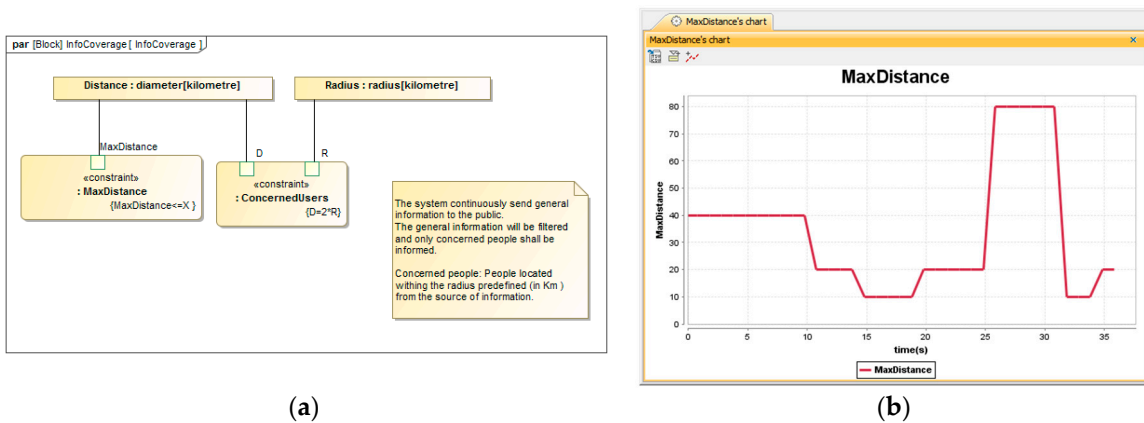 par [Block] InfoCoverage [ InfoCoverage ]
Distance : diameter[kilometre]
Radius : radius[kilometre]
MaxDistance
D
R
«constraint»
: MaxDistance
{MaxDistance<=X }
«constraint»
: ConcernedUsers
{D=2*R}
The system continuously send general
information to the public.
The general information will be filtered
and only concerned people shall be
informed.
Concerned people: People located
withing the radius predefined (in Km )
from the source of information.
(a)
MaxDistance's chart
MaxDistance's chart
MaxDistance
MaxDistance
80
70
60
50
40
30
20
10
0
0 5 10 15 20 25 30 35
time(s)
MaxDistance
(b)